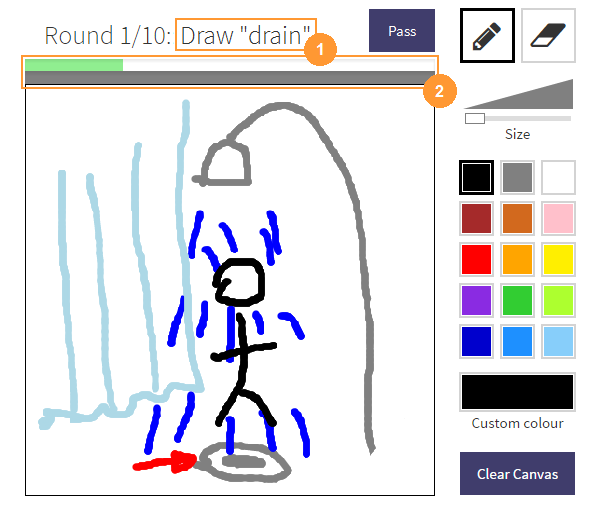 Round 1/10: Draw "drain"
Pass
1
2
Size
Custom colour
Clear Canvas